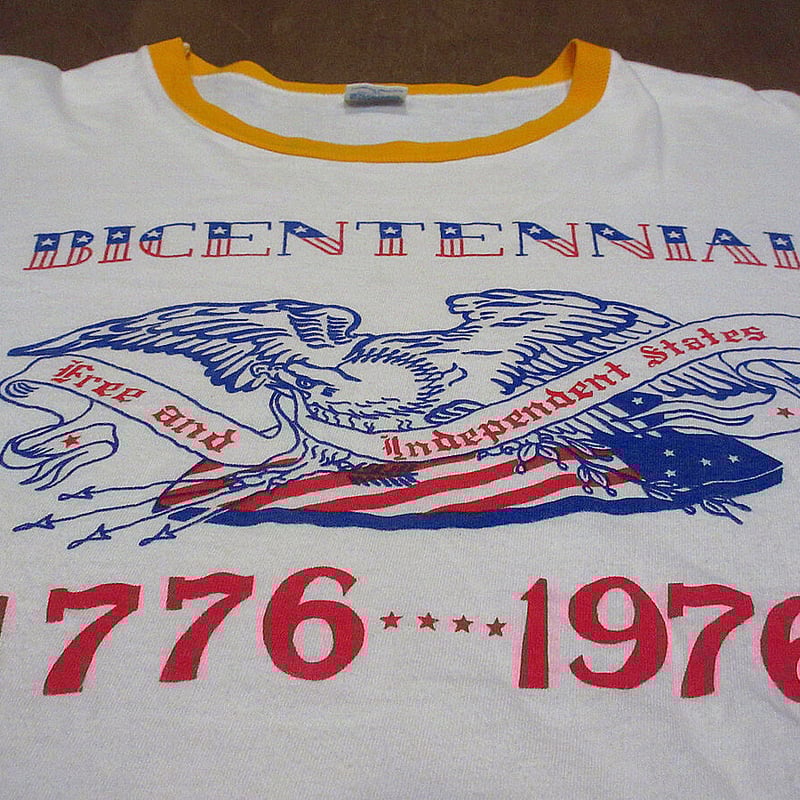 BICENTENNIAL
Free and Independent States
1776 1976